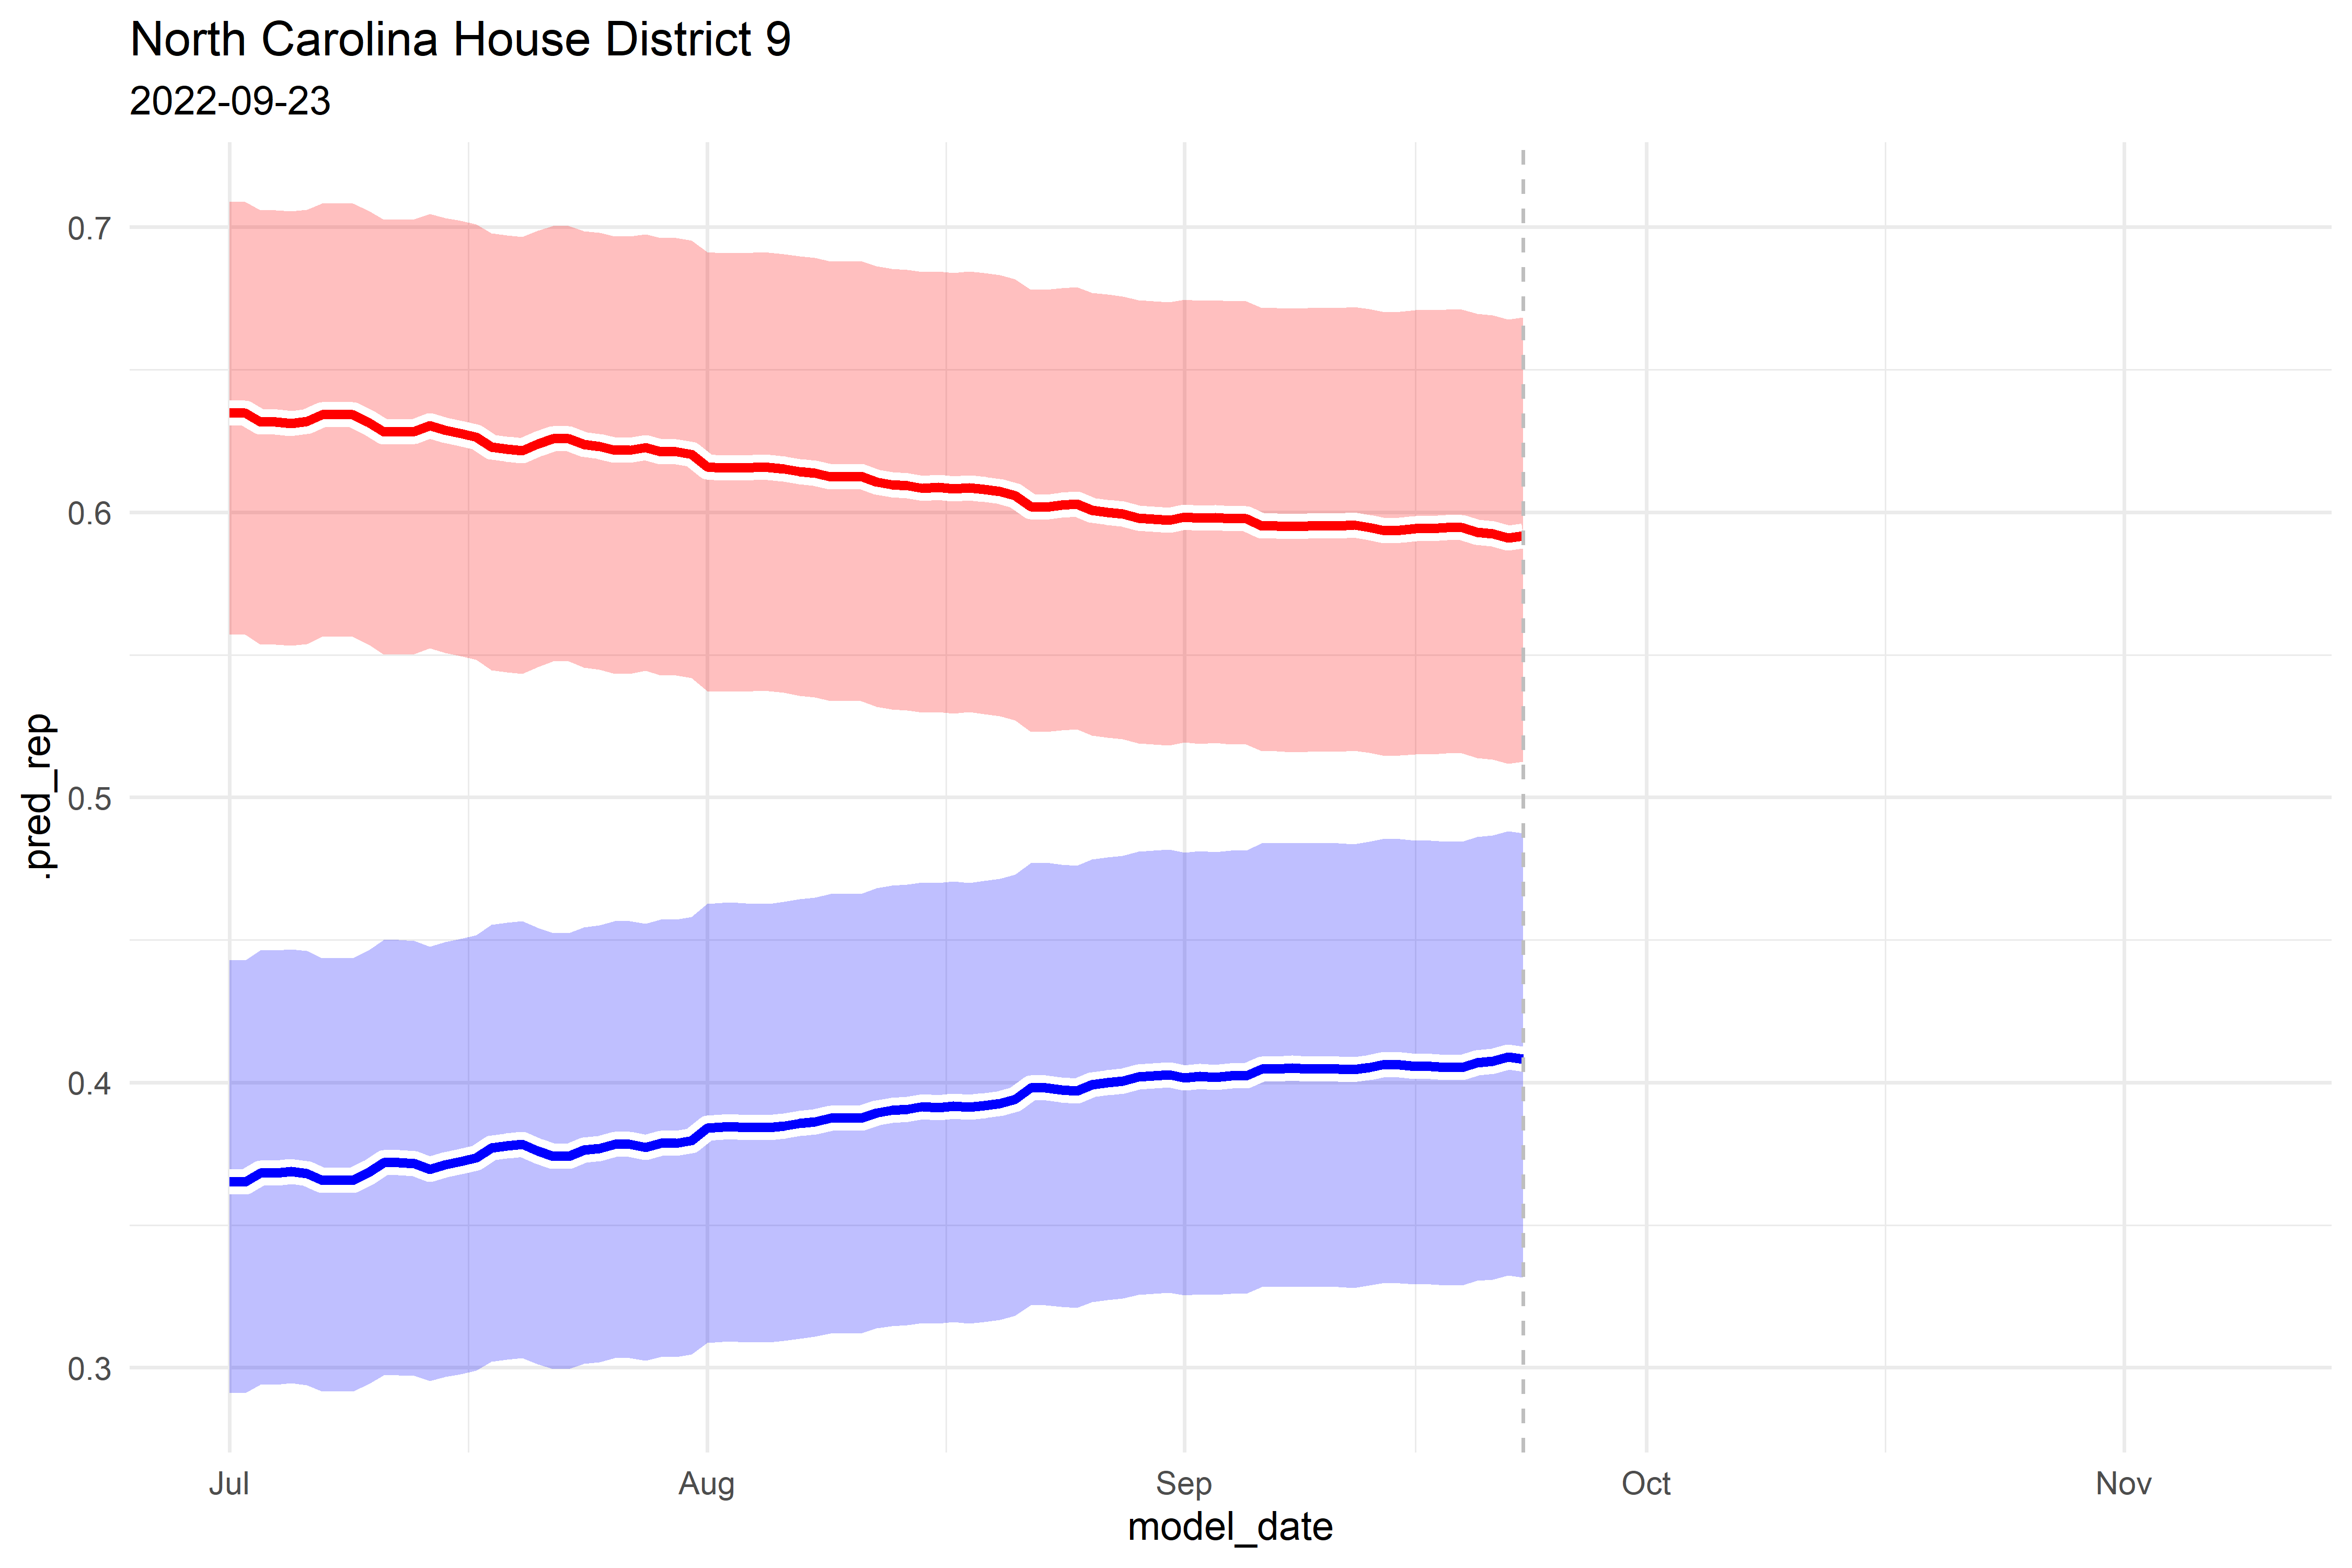 North Carolina House District 9
2022-09-23
.pred_rep
0.7
0.6
0.5
0.4
0.3
Jul Aug Sep Oct Nov
model_date